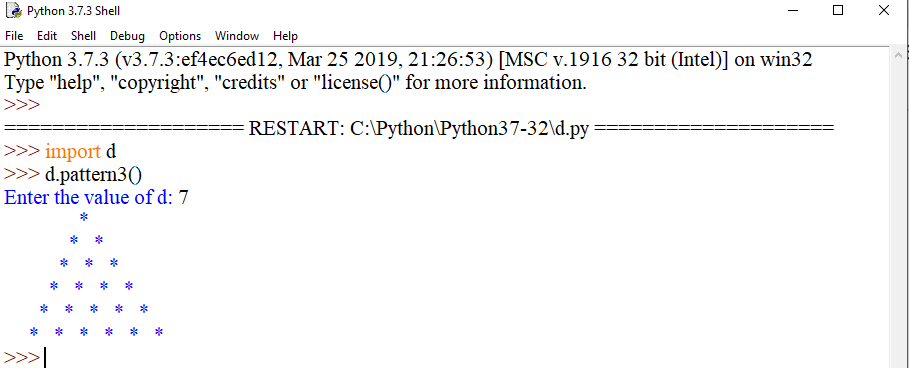 Python 3.7.3 Shell
File Edit Shell Debug Options Window Help
Python 3.7.3 (v3.7.3:ef4ec6ed12, Mar 25 2019, 21:26:53) [MSC v.1916 32 bit (Intel)] on win32
Type "help", "copyright", "credits" or "license()" for more information.
>>>
==================== RESTART: C:\Python\Python37-32\d.py ====================
>>> import d
>>> d.pattern3()
Enter the value of d: 7
*
* *
* * *
* * * *
* * * * *
* * * * * *
>>>